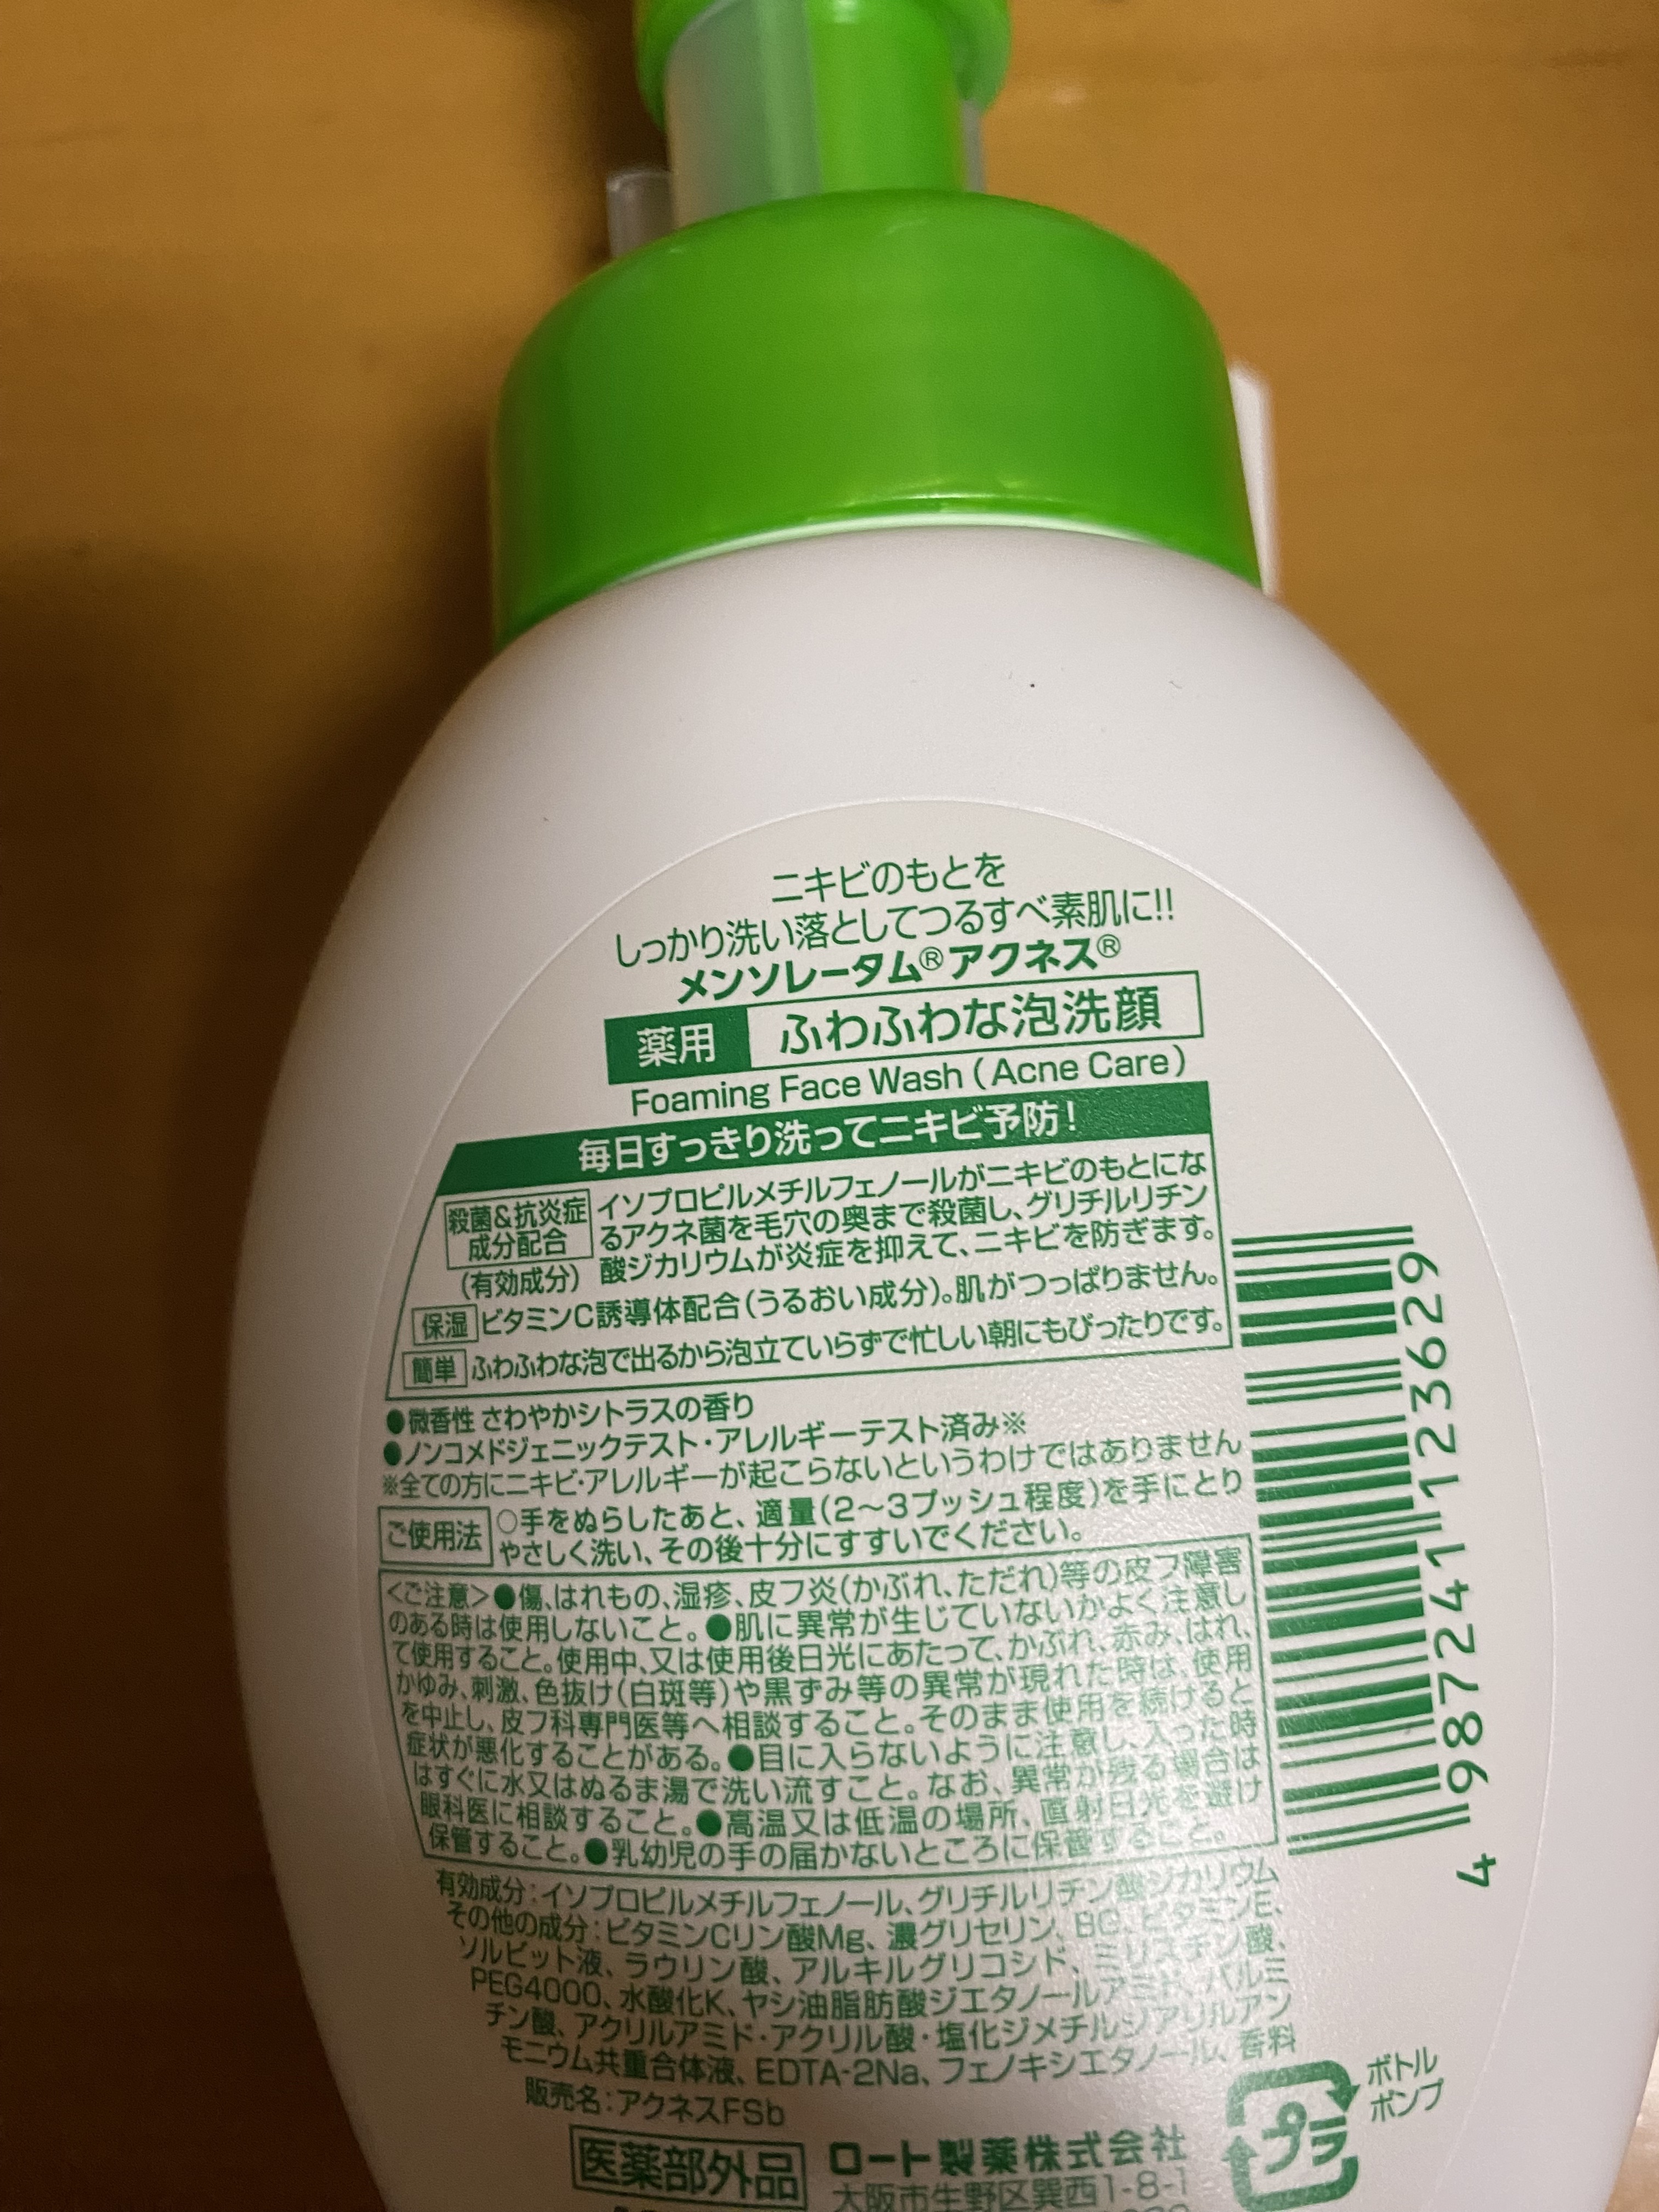 ニキビのもとを
しっかり洗い落としてつるすべ素肌に!!
メンソレータム®アクネス®
薬用 ふわふわな泡洗顔
Foaming Face Wash (Acne Care)
毎日すっきり洗ってニキビ予防!
殺菌&抗炎症成分配合(有効成分) イソプロピルメチルフェノールがニキビのもとにな
るアクネ菌を毛穴の奥まで殺菌し、グリチルリチン
酸ジカリウムが炎症を抑えて、ニキビを防ぎます。
保湿 ビタミンC誘導体配合(うるおい成分)。肌がつっぱりません。
簡単 ふわふわな泡で出るから泡立ていらずで忙しい朝にもぴったりです。
●微香性 さわやかシトラスの香り
●ノンコメドジェニックテスト・アレルギーテスト済み※
※全ての方にニキビ・アレルギーが起こらないというわけではありません
ご使用法 ○手をぬらしたあと、適量(2〜3プッシュ程度)を手にとり
やさしく洗い、その後十分にすすいでください。
<ご注意>●傷、はれもの、湿疹、皮フ炎(かぶれ、ただれ)等の皮フ障害
のある時は使用しないこと。●肌に異常が生じていないかよく注意し
て使用すること。使用中、又は使用後日光にあたって、かぶれ、赤み、はれ、
かゆみ、刺激、色抜け(白斑等)や黒ずみ等の異常が現れた時は、使用
を中止し、皮フ科専門医等へ相談すること。そのまま使用を続けると
症状が悪化することがある。●目に入らないように注意し、入った時
はすぐに水又はぬるま湯で洗い流すこと。なお、異常が残る場合は
眼科医に相談すること。●高温又は低温の場所、直射日光を避け
保管すること。●乳幼児の手の届かないところに保管すること。
有効成分:イソプロピルメチルフェノール、グリチルリチン酸ジカリウム
その他の成分:ビタミンCリン酸Mg、濃グリセリン、BG、ビタミンE、
ソルビット液、ラウリン酸、アルキルグリコシド、ミリスチン酸、
PEG4000、水酸化K、ヤシ油脂肪酸ジエタノールアミド、パルミ
チン酸、アクリルアミド・アクリル酸・塩化ジメチルジアリルアン
モニウム共重合体液、EDTA-2Na、フェノキシエタノール、香料
販売名:アクネスFSb
医薬部外品
ロート製薬株式会社
大阪市生野区巽西1-8-1
プラ
ボトル
ポンプ
4 987241 123629